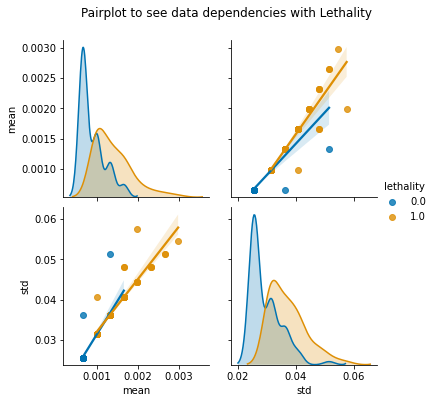 Pairplot to see data dependencies with Lethality
0.0030
0.0025
0.0020
0.0015
0.0010
mean
lethality
0.0
1.0
0.06
0.05
0.04
0.03
std
0.001 0.002 0.003
mean
0.02 0.04 0.06
std